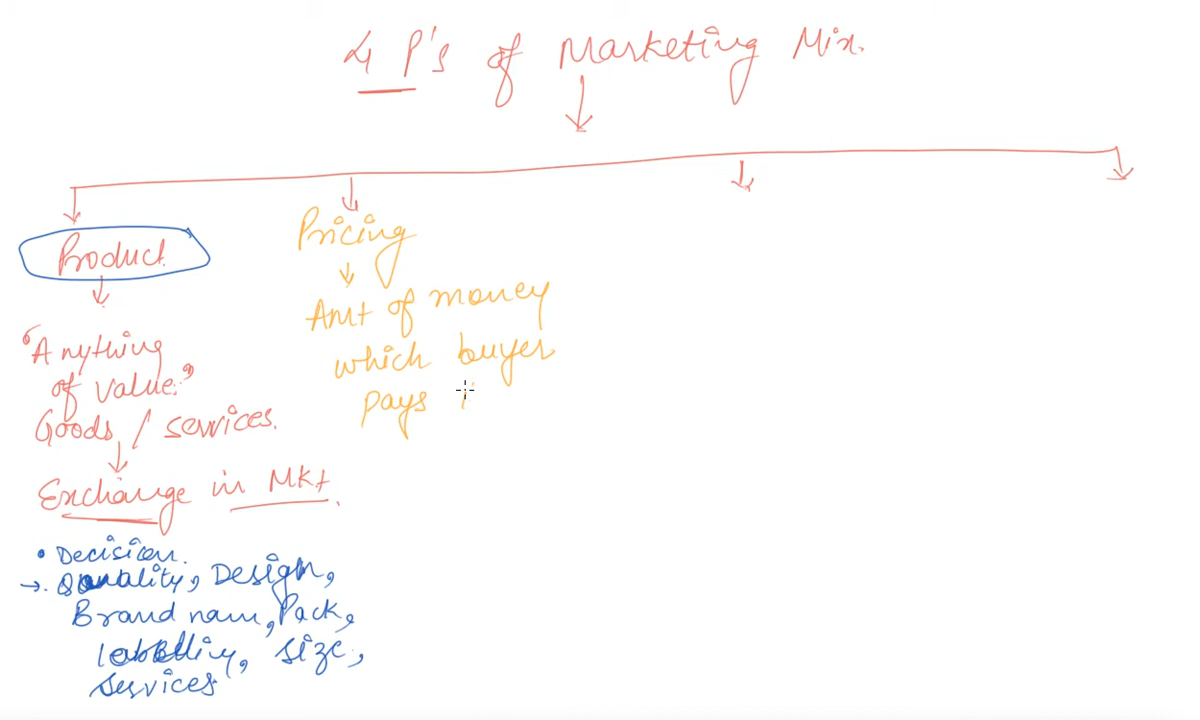 4 P's of Marketing Mix.
Product
"Anything
of value."
Goods / services.
Exchange in Mkt.
• Decision.
→ Quality, Design,
Brand nam, Pack,
labelling, size,
services
Pricing
Amt of money
which buyer
pays